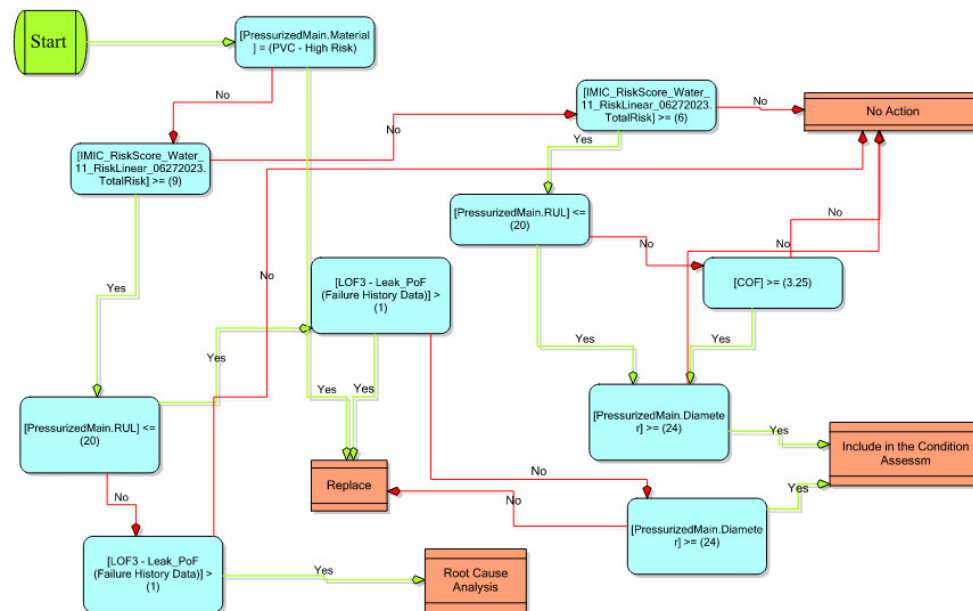 Start
[PressurizedMain.Material
] = (PVC - High Risk)
No
Yes
[IMIC_RiskScore_Water_
11_RiskLinear_06272023.
TotalRisk] >= (9)
No
Yes
[IMIC_RiskScore_Water_
11_RiskLinear_06272023.
TotalRisk] >= (6)
No
Yes
No Action
[PressurizedMain.RUL] <=
(20)
No
Yes
[COF] >= (3.25)
No
Yes
No
[LOF3 - Leak_PoF
(Failure History Data)] >
(1)
Yes
No
[PressurizedMain.RUL] <=
(20)
Yes
No
[PressurizedMain.Diamete
r] >= (24)
Yes
Include in the Condition
Assessm
Replace
[PressurizedMain.Diamete
r] >= (24)
No
Yes
[LOF3 - Leak_PoF
(Failure History Data)] >
(1)
No
Yes
Root Cause
Analysis